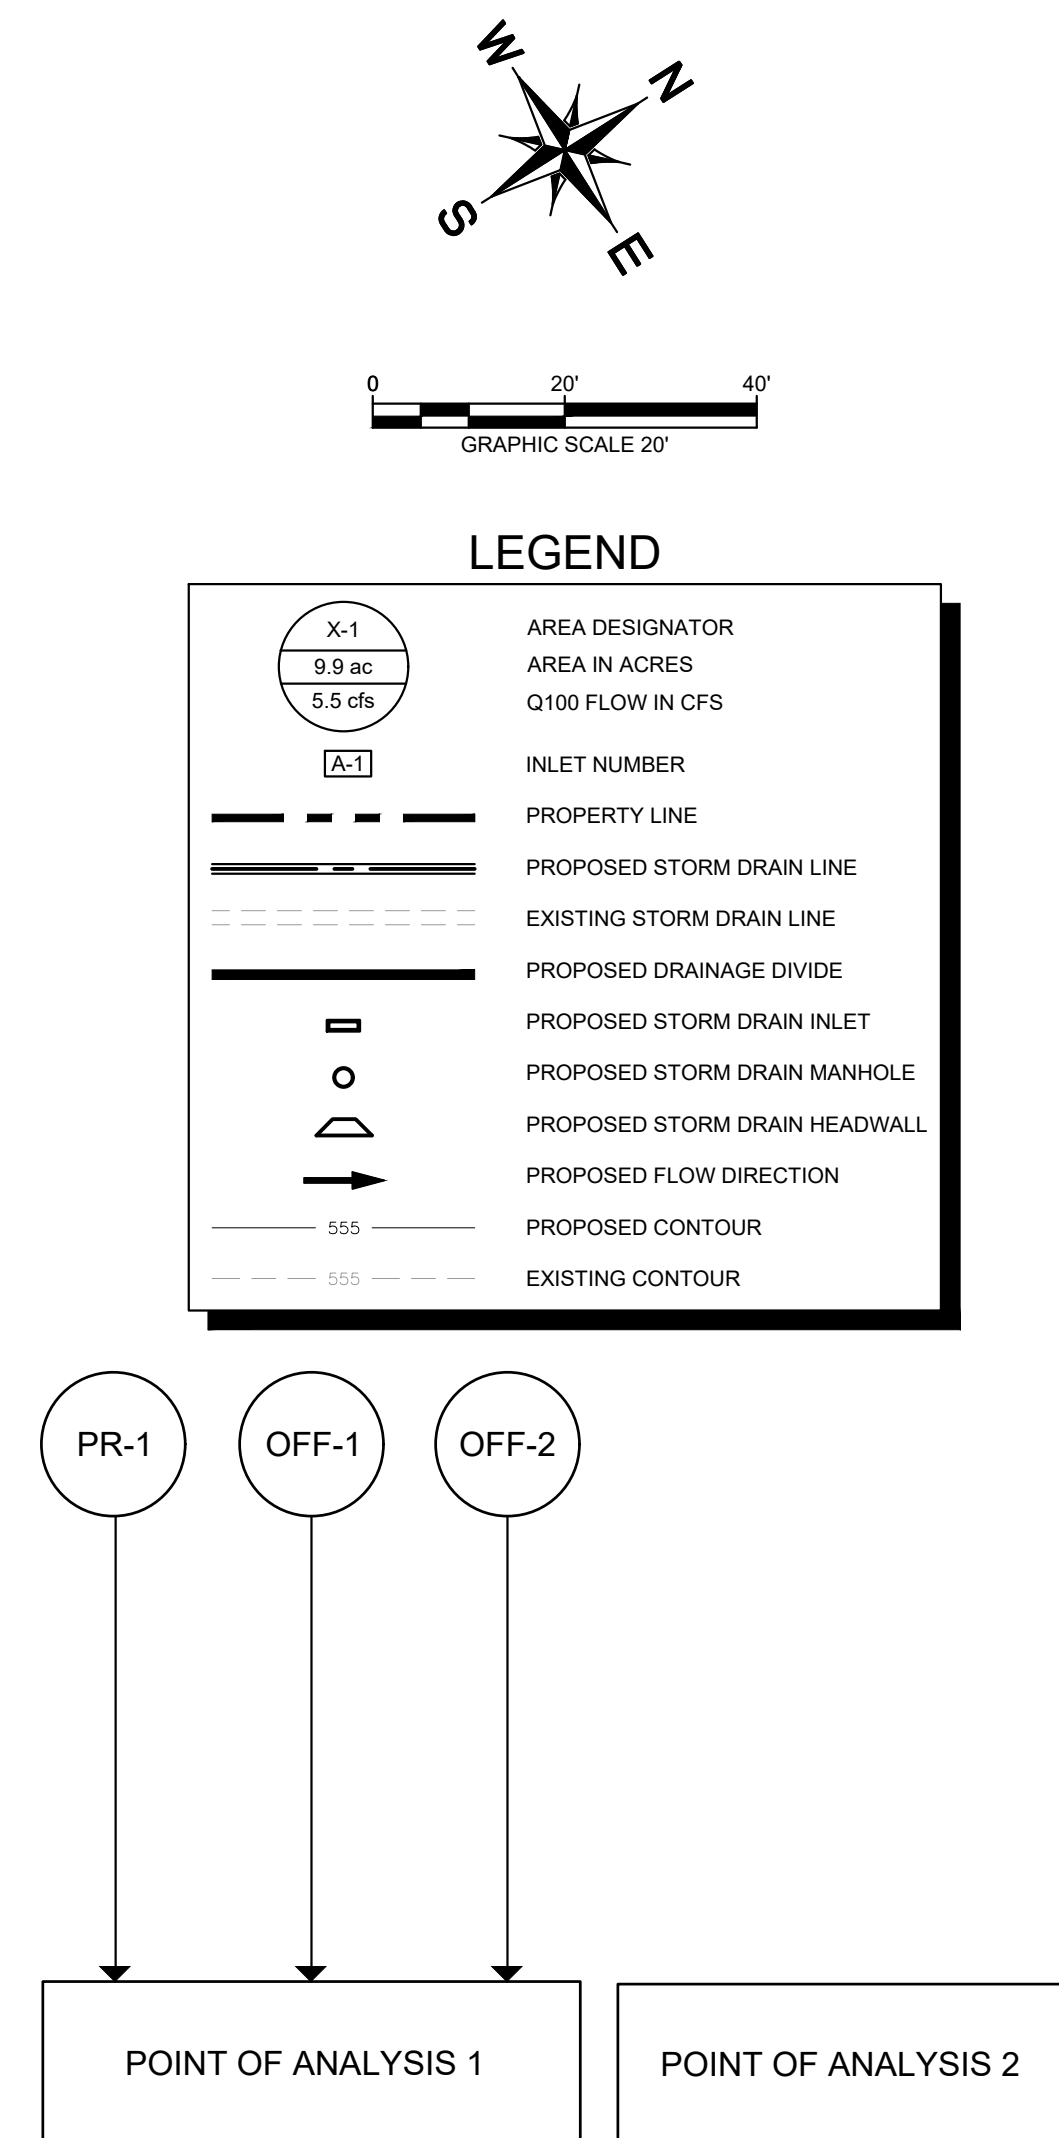 W
N
S
E
0 20' 40'
GRAPHIC SCALE 20'
LEGEND
X-1 AREA DESIGNATOR
9.9 ac AREA IN ACRES
5.5 cfs Q100 FLOW IN CFS
A-1 INLET NUMBER
PROPERTY LINE
PROPOSED STORM DRAIN LINE
EXISTING STORM DRAIN LINE
PROPOSED DRAINAGE DIVIDE
PROPOSED STORM DRAIN INLET
PROPOSED STORM DRAIN MANHOLE
PROPOSED STORM DRAIN HEADWALL
PROPOSED FLOW DIRECTION
555 PROPOSED CONTOUR
555 EXISTING CONTOUR
PR-1 OFF-1 OFF-2
POINT OF ANALYSIS 1 POINT OF ANALYSIS 2